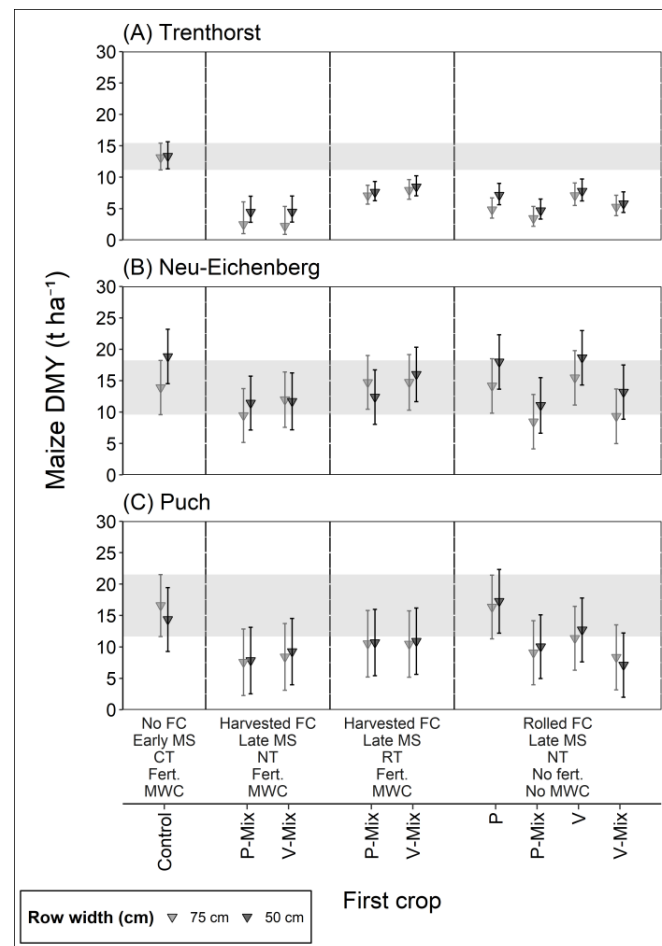 (A) Trenthorst
30
25
20
15
10
5
0
(B) Neu-Eichenberg
30
25
20
15
10
5
0
(C) Puch
30
25
20
15
10
5
0
Maize DMY (t ha⁻¹)
No FC
Early MS
CT
Fert.
MWC
Harvested FC
Late MS
NT
Fert.
MWC
Harvested FC
Late MS
RT
Fert.
MWC
Rolled FC
Late MS
NT
No fert.
No MWC
Control
P-Mix
V-Mix
P-Mix
V-Mix
P
P-Mix
V
V-Mix
First crop
Row width (cm) 75 cm 50 cm